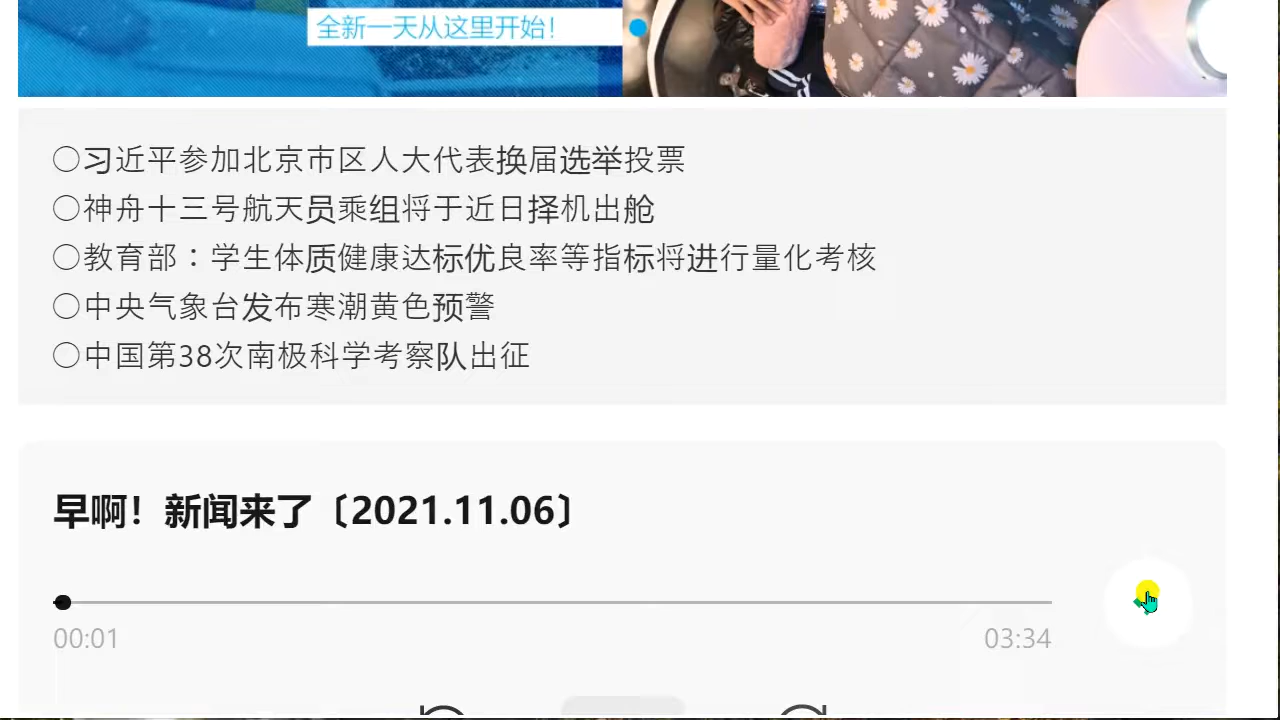 全新一天从这里开始！
〇习近平参加北京市区人大代表换届选举投票
〇神舟十三号航天员乘组将于近日择机出舱
〇教育部：学生体质健康达标优良率等指标将进行量化考核
〇中央气象台发布寒潮黄色预警
〇中国第38次南极科学考察队出征
早啊！新闻来了〔2021.11.06〕
00:01
03:34